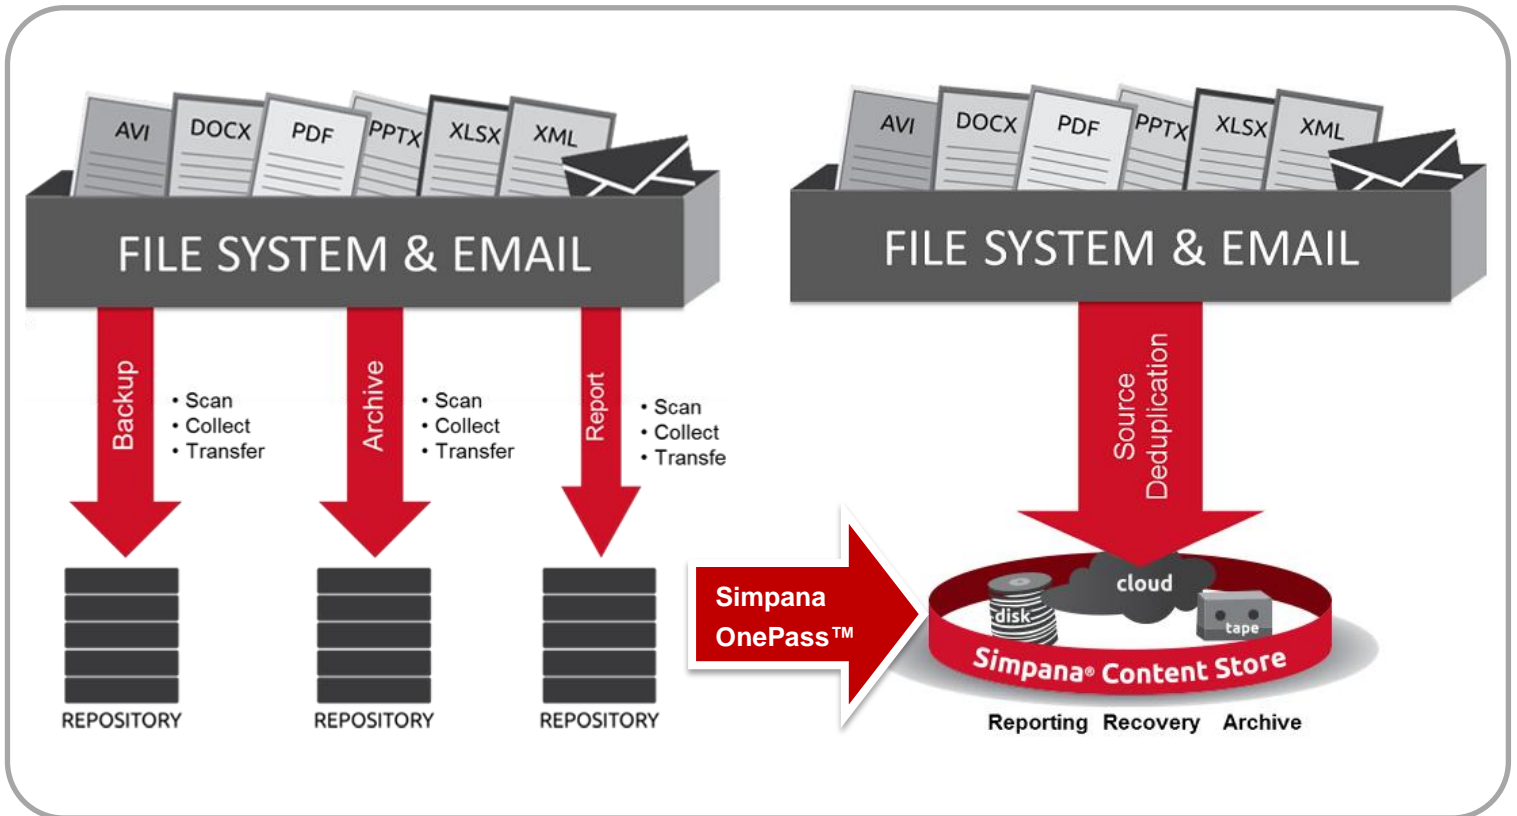 AVI
DOCX
PDF
PPTX
XLSX
XML
FILE SYSTEM & EMAIL
Backup
• Scan
• Collect
• Transfer
Archive
• Scan
• Collect
• Transfer
Report
• Scan
• Collect
• Transfe
REPOSITORY
REPOSITORY
REPOSITORY
Simpana
OnePass™
AVI
DOCX
PDF
PPTX
XLSX
XML
FILE SYSTEM & EMAIL
Source
Deduplication
cloud
disk
tape
Simpana® Content Store
Reporting Recovery Archive